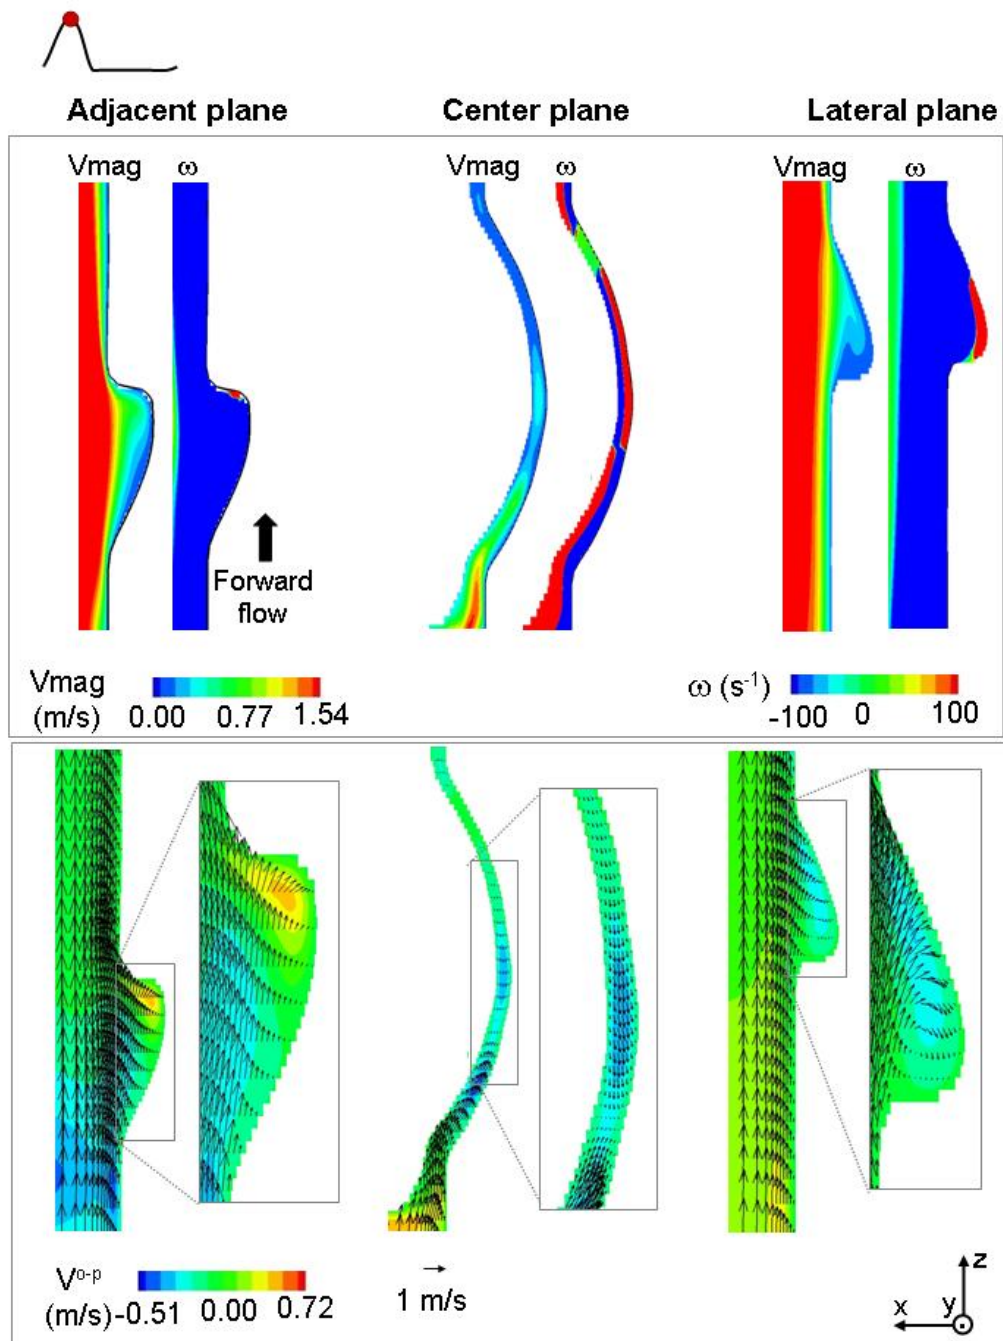 Adjacent plane Center plane Lateral plane
Vmag ω Vmag ω Vmag ω
Forward
flow
Vmag
(m/s) 0.00 0.77 1.54
ω (s⁻¹) -100 0 100
V^o-p
(m/s) -0.51 0.00 0.72
1 m/s
z
x y